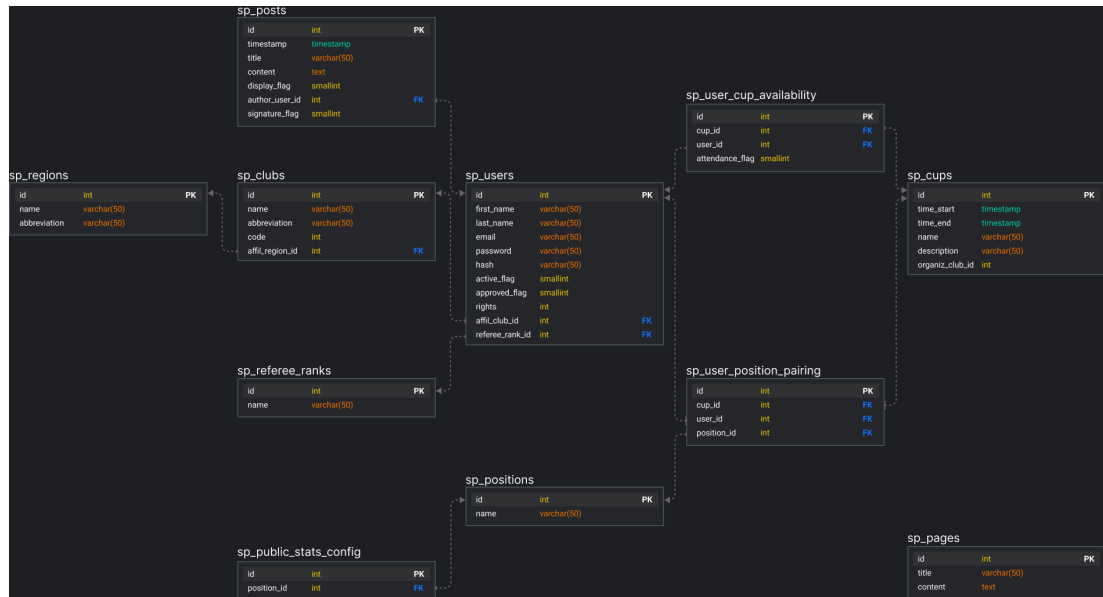 sp_posts
id int PK
timestamp timestamp
title varchar(50)
content text
display_flag smallint
author_user_id int FK
signature_flag smallint
sp_user_cup_availability
id int PK
cup_id int FK
user_id int FK
attendance_flag smallint
sp_regions
id int PK
name varchar(50)
abbreviation varchar(50)
sp_clubs
id int PK
name varchar(50)
abbreviation varchar(50)
code int
affil_region_id int FK
sp_users
id int PK
first_name varchar(50)
last_name varchar(50)
email varchar(50)
password varchar(50)
hash varchar(50)
active_flag smallint
approved_flag smallint
rights int
affil_club_id int FK
referee_rank_id int FK
sp_cups
id int PK
time_start timestamp
time_end timestamp
name varchar(50)
description varchar(50)
organiz_club_id int
sp_referee_ranks
id int PK
name varchar(50)
sp_user_position_pairing
id int PK
cup_id int FK
user_id int FK
position_id int FK
sp_positions
id int PK
name varchar(50)
sp_public_stats_config
id int PK
position_id int FK
sp_pages
id int PK
title varchar(50)
content text